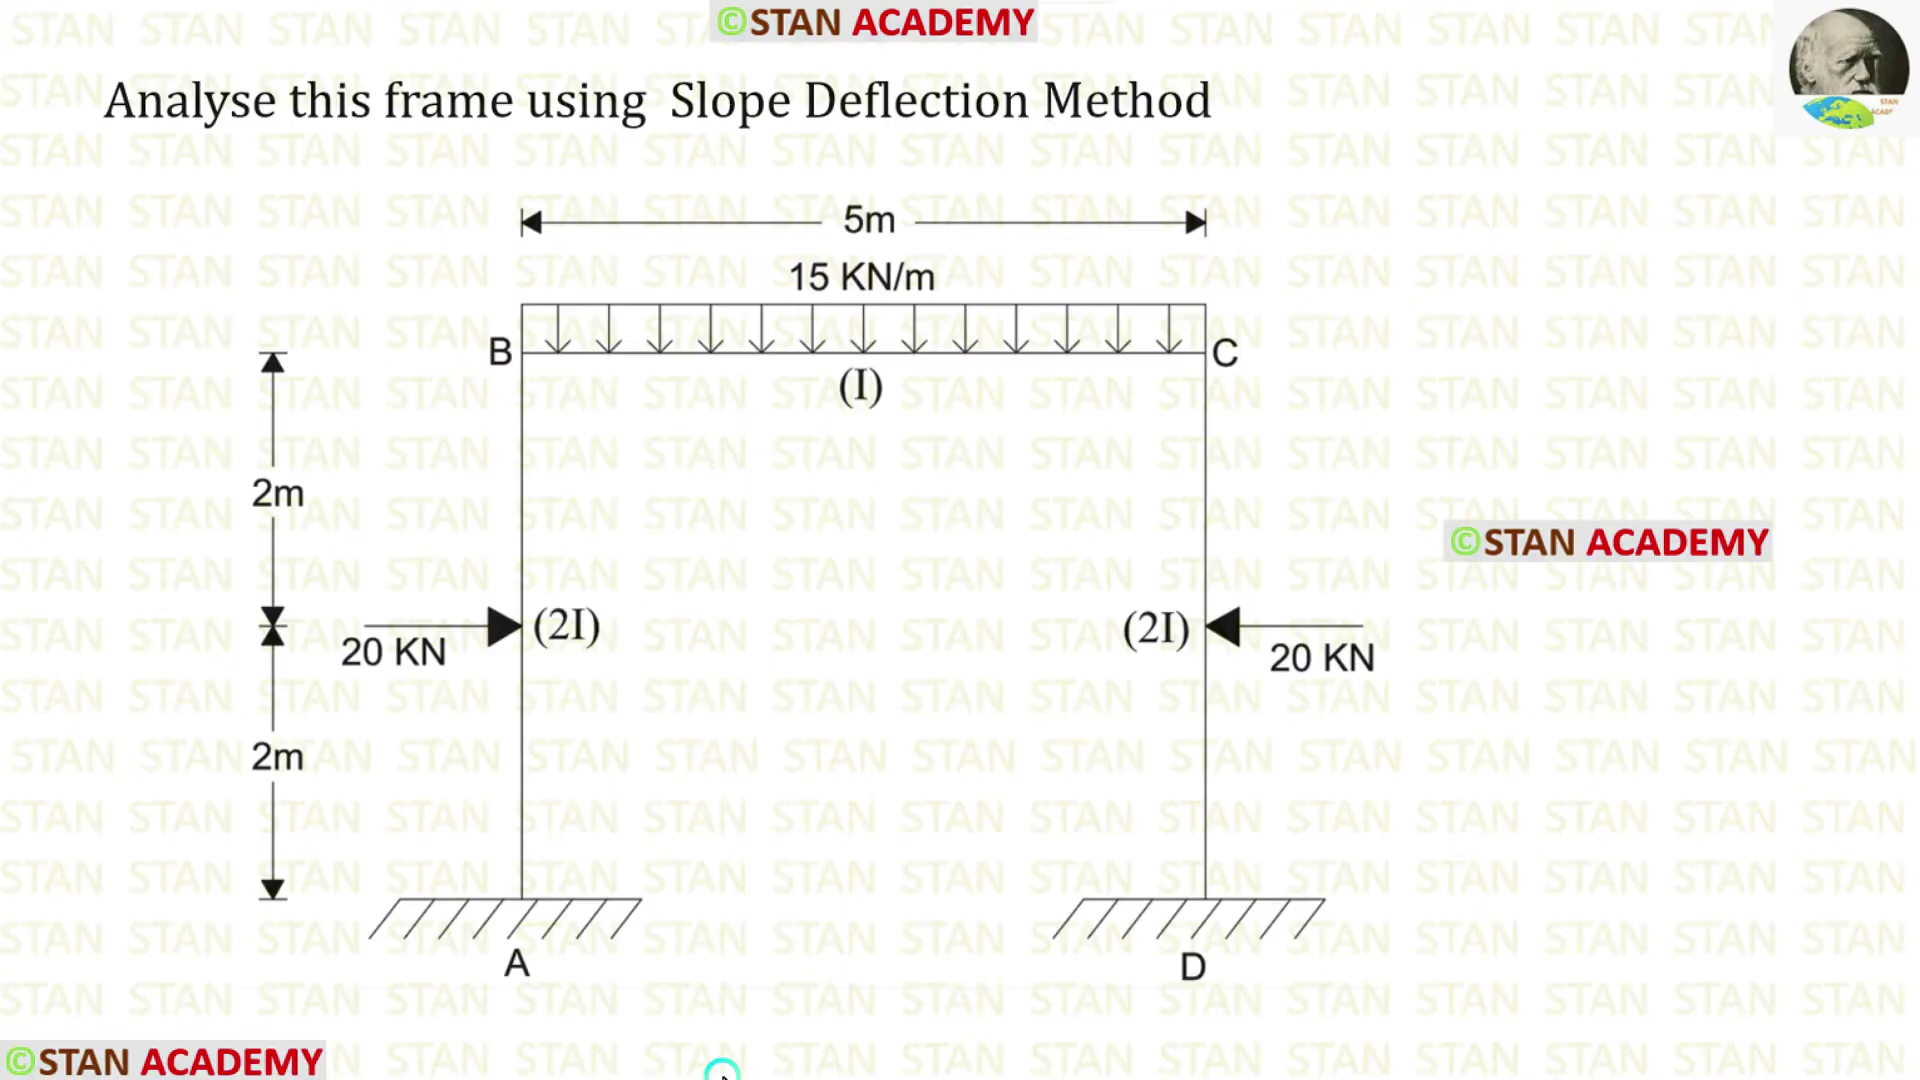 ©STAN ACADEMY
Analyse this frame using Slope Deflection Method
5m
15 KN/m
B
C
(I)
2m
©STAN ACADEMY
20 KN
(2I)
(2I)
20 KN
2m
A
D
©STAN ACADEMY